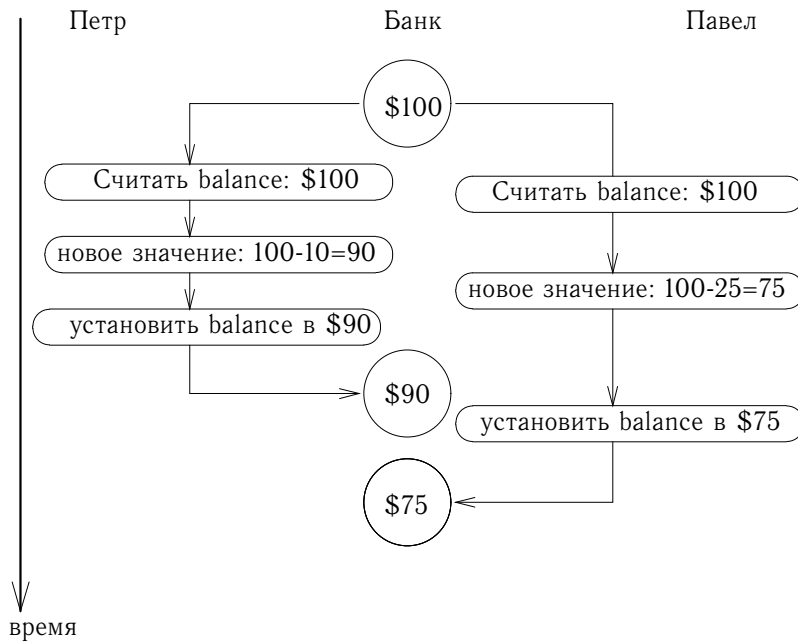 Петр Банк Павел
$100
Считать balance: $100
Считать balance: $100
новое значение: 100-10=90
новое значение: 100-25=75
установить balance в $90
$90
установить balance в $75
$75
время